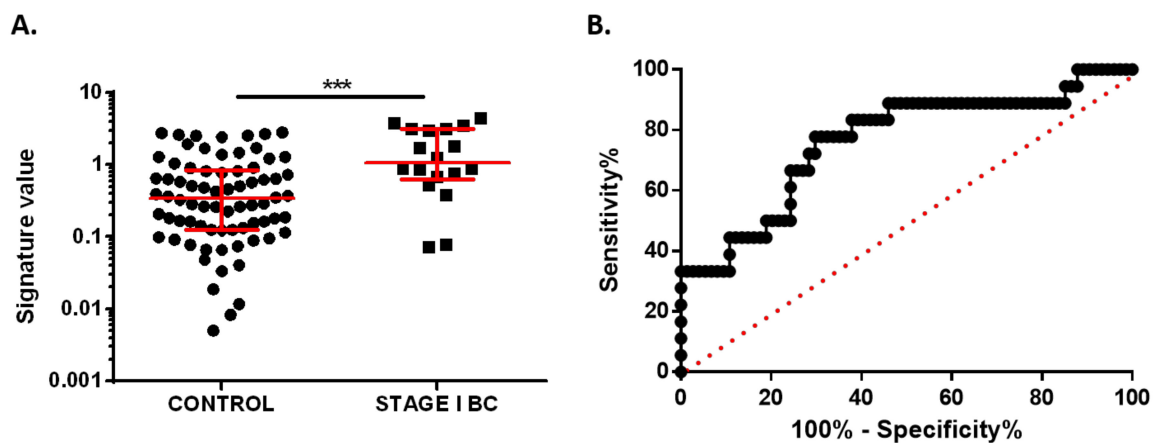 A.
B.
***
10
1
0.1
0.01
0.001
Signature value
CONTROL
STAGE I BC
100
80
60
40
20
0
Sensitivity%
0
20
40
60
80
100
100% - Specificity%